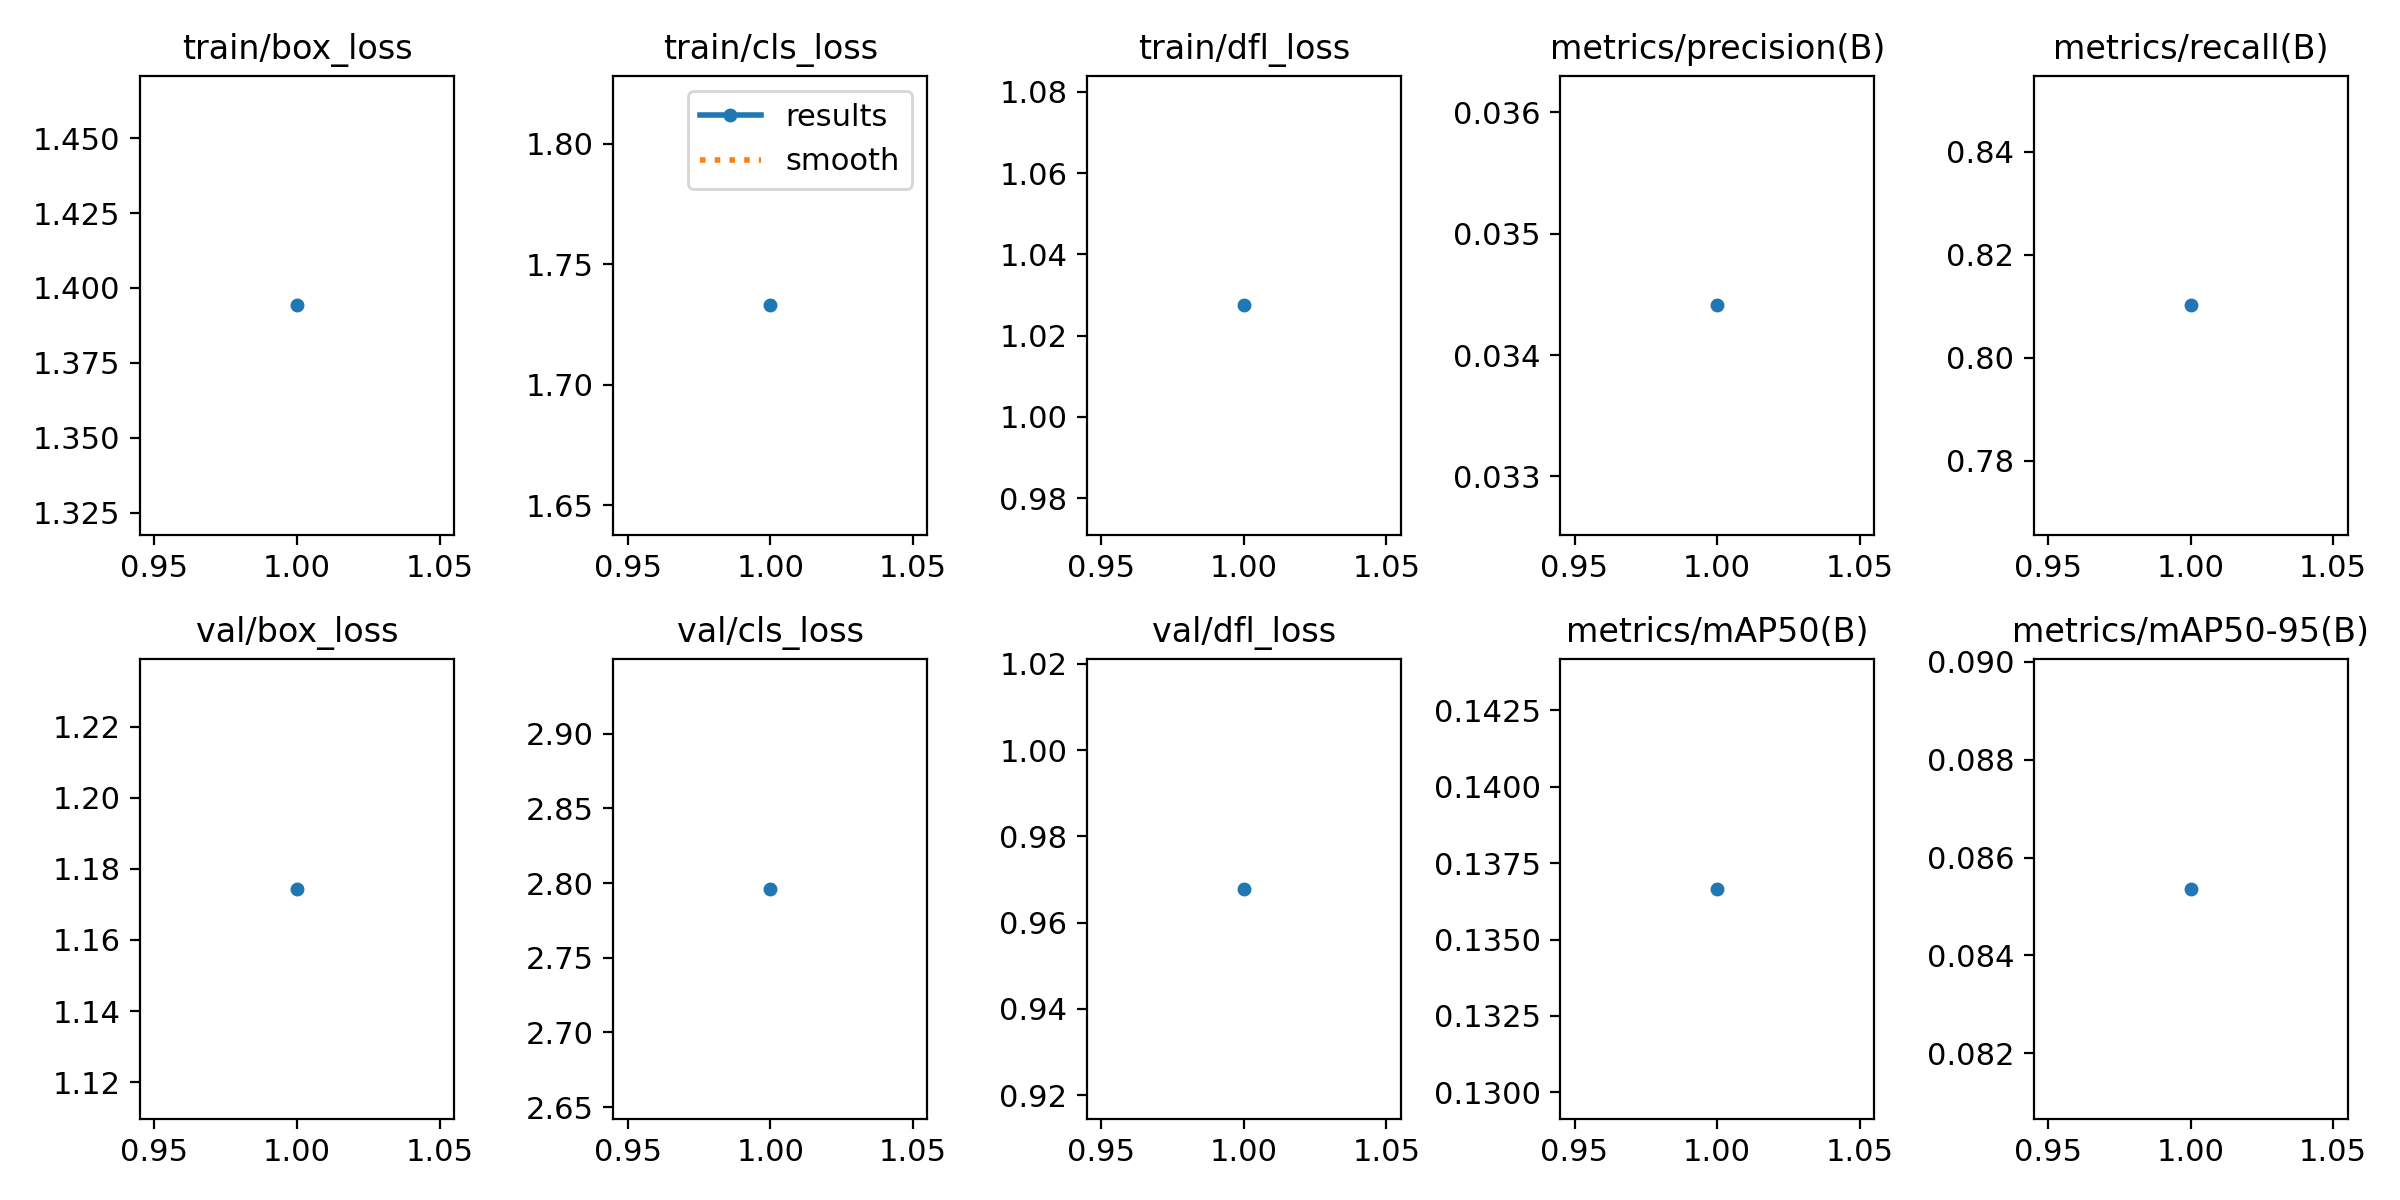 train/box_loss
1.450
1.425
1.400
1.375
1.350
1.325
0.95 1.00 1.05
train/cls_loss
results
smooth
1.80
1.75
1.70
1.65
0.95 1.00 1.05
train/dfl_loss
1.08
1.06
1.04
1.02
1.00
0.98
0.95 1.00 1.05
metrics/precision(B)
0.036
0.035
0.034
0.033
0.95 1.00 1.05
metrics/recall(B)
0.84
0.82
0.80
0.78
0.95 1.00 1.05
val/box_loss
1.22
1.20
1.18
1.16
1.14
1.12
0.95 1.00 1.05
val/cls_loss
2.90
2.85
2.80
2.75
2.70
2.65
0.95 1.00 1.05
val/dfl_loss
1.02
1.00
0.98
0.96
0.94
0.92
0.95 1.00 1.05
metrics/mAP50(B)
0.1425
0.1400
0.1375
0.1350
0.1325
0.1300
0.95 1.00 1.05
metrics/mAP50-95(B)
0.090
0.088
0.086
0.084
0.082
0.95 1.00 1.05